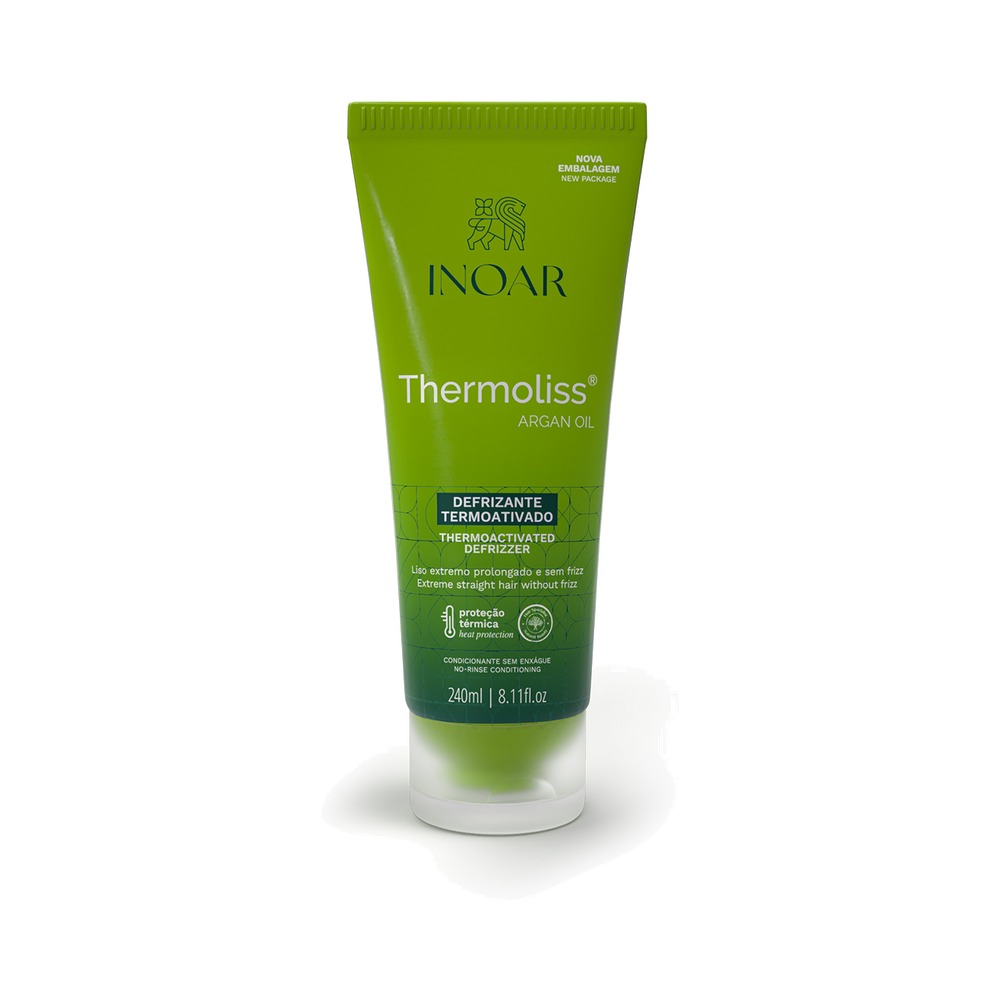 NOVA
EMBALAGEM
NEW PACKAGE
INOAR
Thermoliss®
ARGAN OIL
DEFRIZANTE
TERMOATIVADO
THERMOACTIVATED
DEFRIZZER
Liso extremo prolongado e sem frizz
Extreme straight hair without frizz
proteção
térmica
heat protection
CONDICIONANTE SEM ENXÁGUE
NO-RINSE CONDITIONING
240ml | 8.11fl.oz